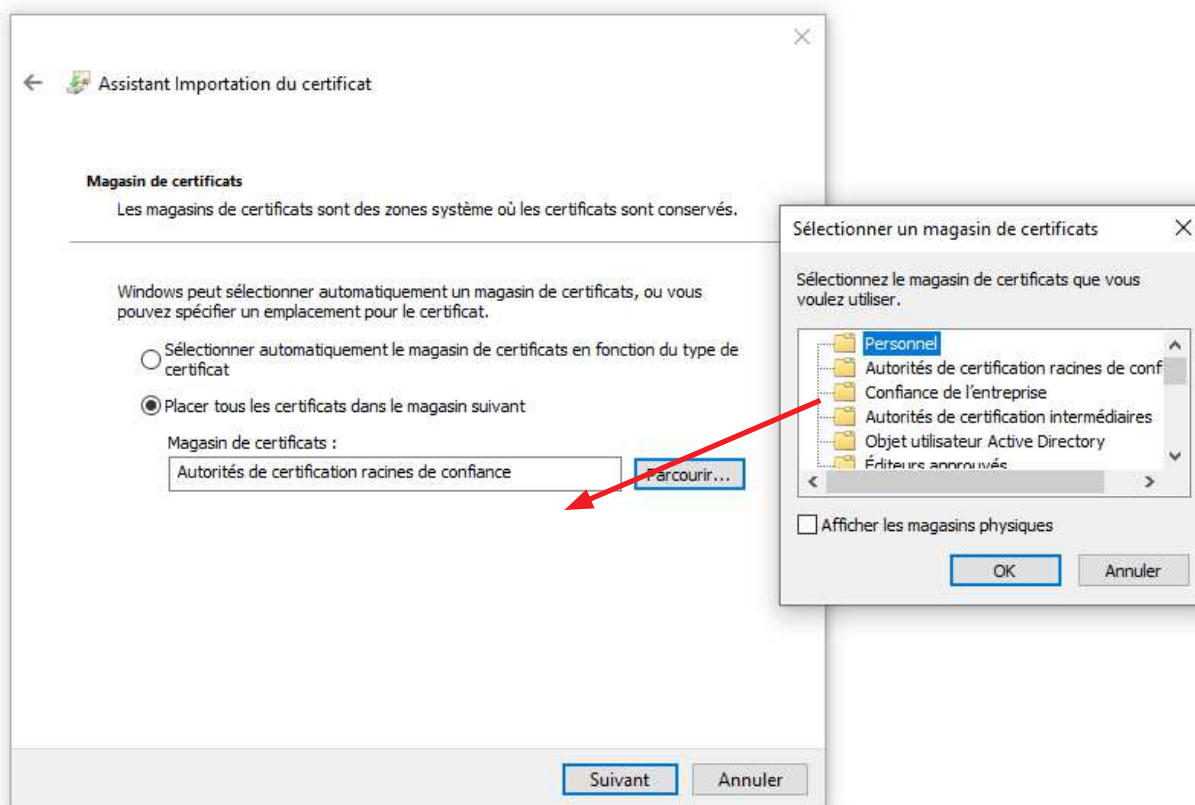 Assistant Importation du certificat
Magasin de certificats
Les magasins de certificats sont des zones système où les certificats sont conservés.
Windows peut sélectionner automatiquement un magasin de certificats, ou vous
pouvez spécifier un emplacement pour le certificat.
Sélectionner automatiquement le magasin de certificats en fonction du type de
certificat
Placer tous les certificats dans le magasin suivant
Magasin de certificats :
Autorités de certification racines de confiance
Parcourir...
Suivant
Annuler
Sélectionner un magasin de certificats
Sélectionnez le magasin de certificats que vous
voulez utiliser.
Personnel
Autorités de certification racines de conf
Confiance de l'entreprise
Autorités de certification intermédiaires
Objet utilisateur Active Directory
Éditeurs approuvés
Afficher les magasins physiques
OK
Annuler